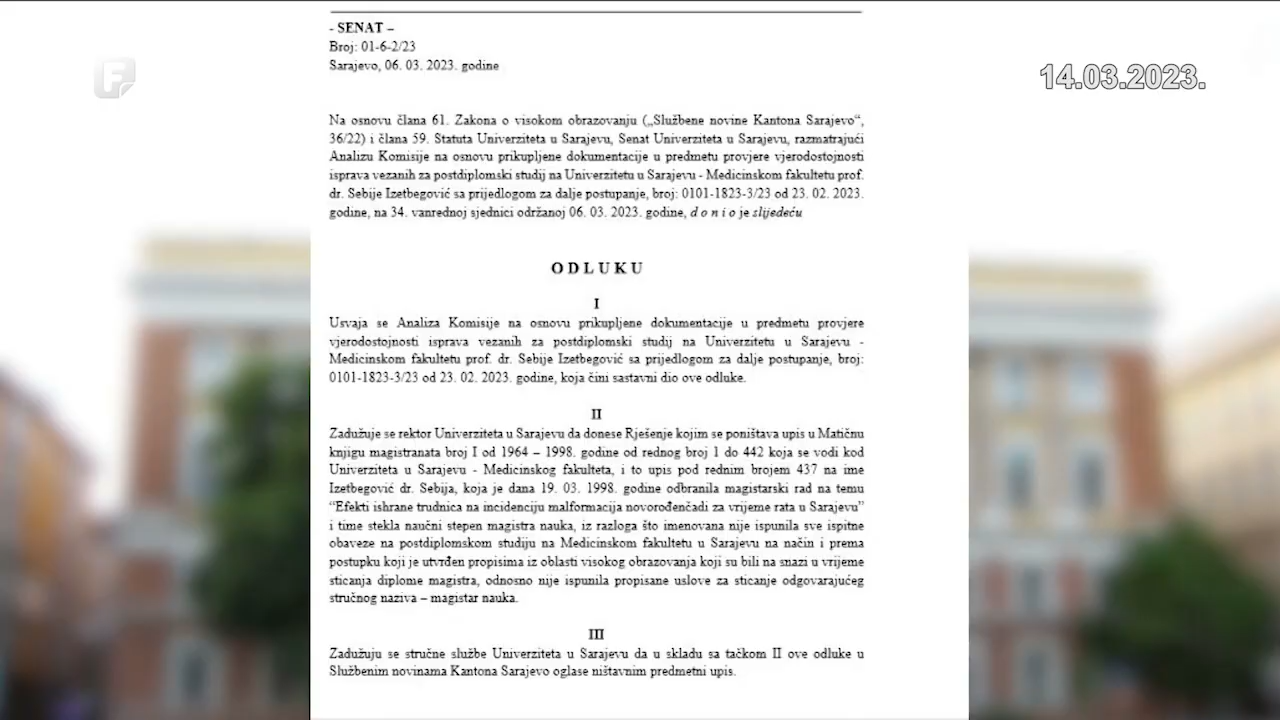 - SENAT –
Broj: 01-6-2/23
Sarajevo, 06. 03. 2023. godine
14.03.2023.
Na osnovu člana 61. Zakona o visokom obrazovanju („Službene novine Kantona Sarajevo“,
36/22) i člana 59. Statuta Univerziteta u Sarajevu, Senat Univerziteta u Sarajevu, razmatrajući
Analizu Komisije na osnovu prikupljene dokumentacije u predmetu provjere vjerodostojnosti
isprava vezanih za postdiplomski studij na Univerzitetu u Sarajevu - Medicinskom fakultetu prof.
dr. Sebije Izetbegović sa prijedlogom za dalje postupanje, broj: 0101-1823-3/23 od 23. 02. 2023.
godine, na 34. vanrednoj sjednici održanoj 06. 03. 2023. godine, d o n i o je slijedeću
O D L U K U
I
Usvaja se Analiza Komisije na osnovu prikupljene dokumentacije u predmetu provjere
vjerodostojnosti isprava vezanih za postdiplomski studij na Univerzitetu u Sarajevu -
Medicinskom fakultetu prof. dr. Sebije Izetbegović sa prijedlogom za dalje postupanje, broj:
0101-1823-3/23 od 23. 02. 2023. godine, koja čini sastavni dio ove odluke.
II
Zadužuje se rektor Univerziteta u Sarajevu da donese Rješenje kojim se poništava upis u Matičnu
knjigu magistranata broj I od 1964 – 1998. godine od rednog broj 1 do 442 koja se vodi kod
Univerziteta u Sarajevu - Medicinskog fakulteta, i to upis pod rednim brojem 437 na ime
Izetbegović dr. Sebija, koja je dana 19. 03. 1998. godine odbranila magistarski rad na temu
“Efekti ishrane trudnica na incidenciju malformacija novorođenčadi za vrijeme rata u Sarajevu”
i time stekla naučni stepen magistra nauka, iz razloga što imenovana nije ispunila sve ispitne
obaveze na postdiplomskom studiju na Medicinskom fakultetu u Sarajevu na način i prema
postupku koji je utvrđen propisima iz oblasti visokog obrazovanja koji su bili na snazi u vrijeme
sticanja diplome magistra, odnosno nije ispunila propisane uslove za sticanje odgovarajućeg
stručnog naziva – magistar nauka.
III
Zadužuju se stručne službe Univerziteta u Sarajevu da u skladu sa tačkom II ove odluke u
Službenim novinama Kantona Sarajevo oglase ništavnim predmetni upis.